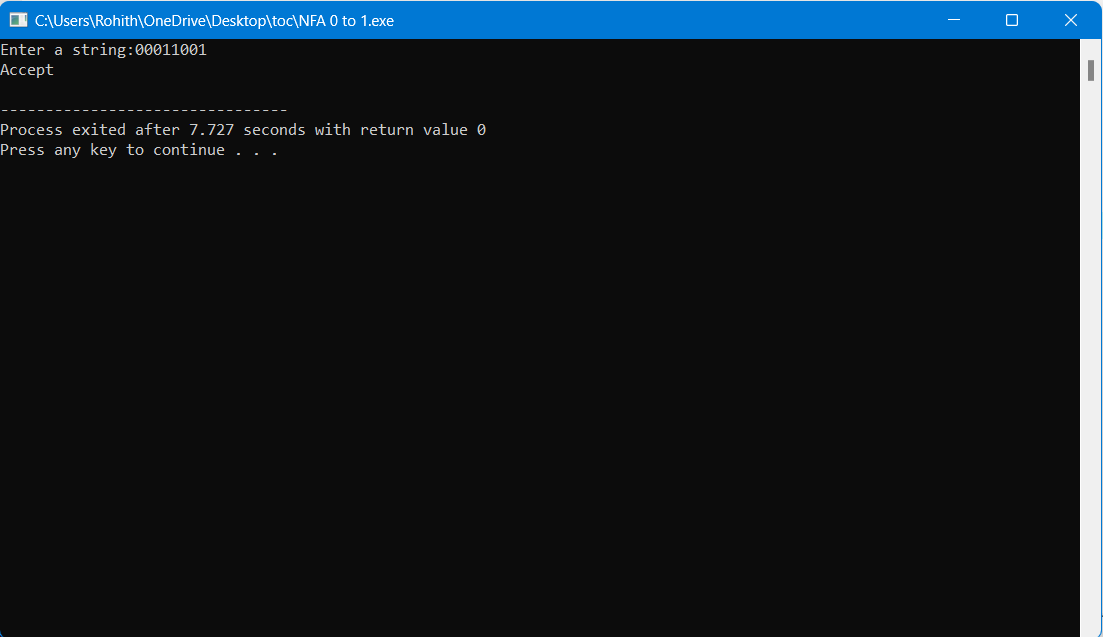 C:\Users\Rohith\OneDrive\Desktop\toc\NFA 0 to 1.exe
Enter a string:00011001
Accept
--------------------------------
Process exited after 7.727 seconds with return value 0
Press any key to continue . . .